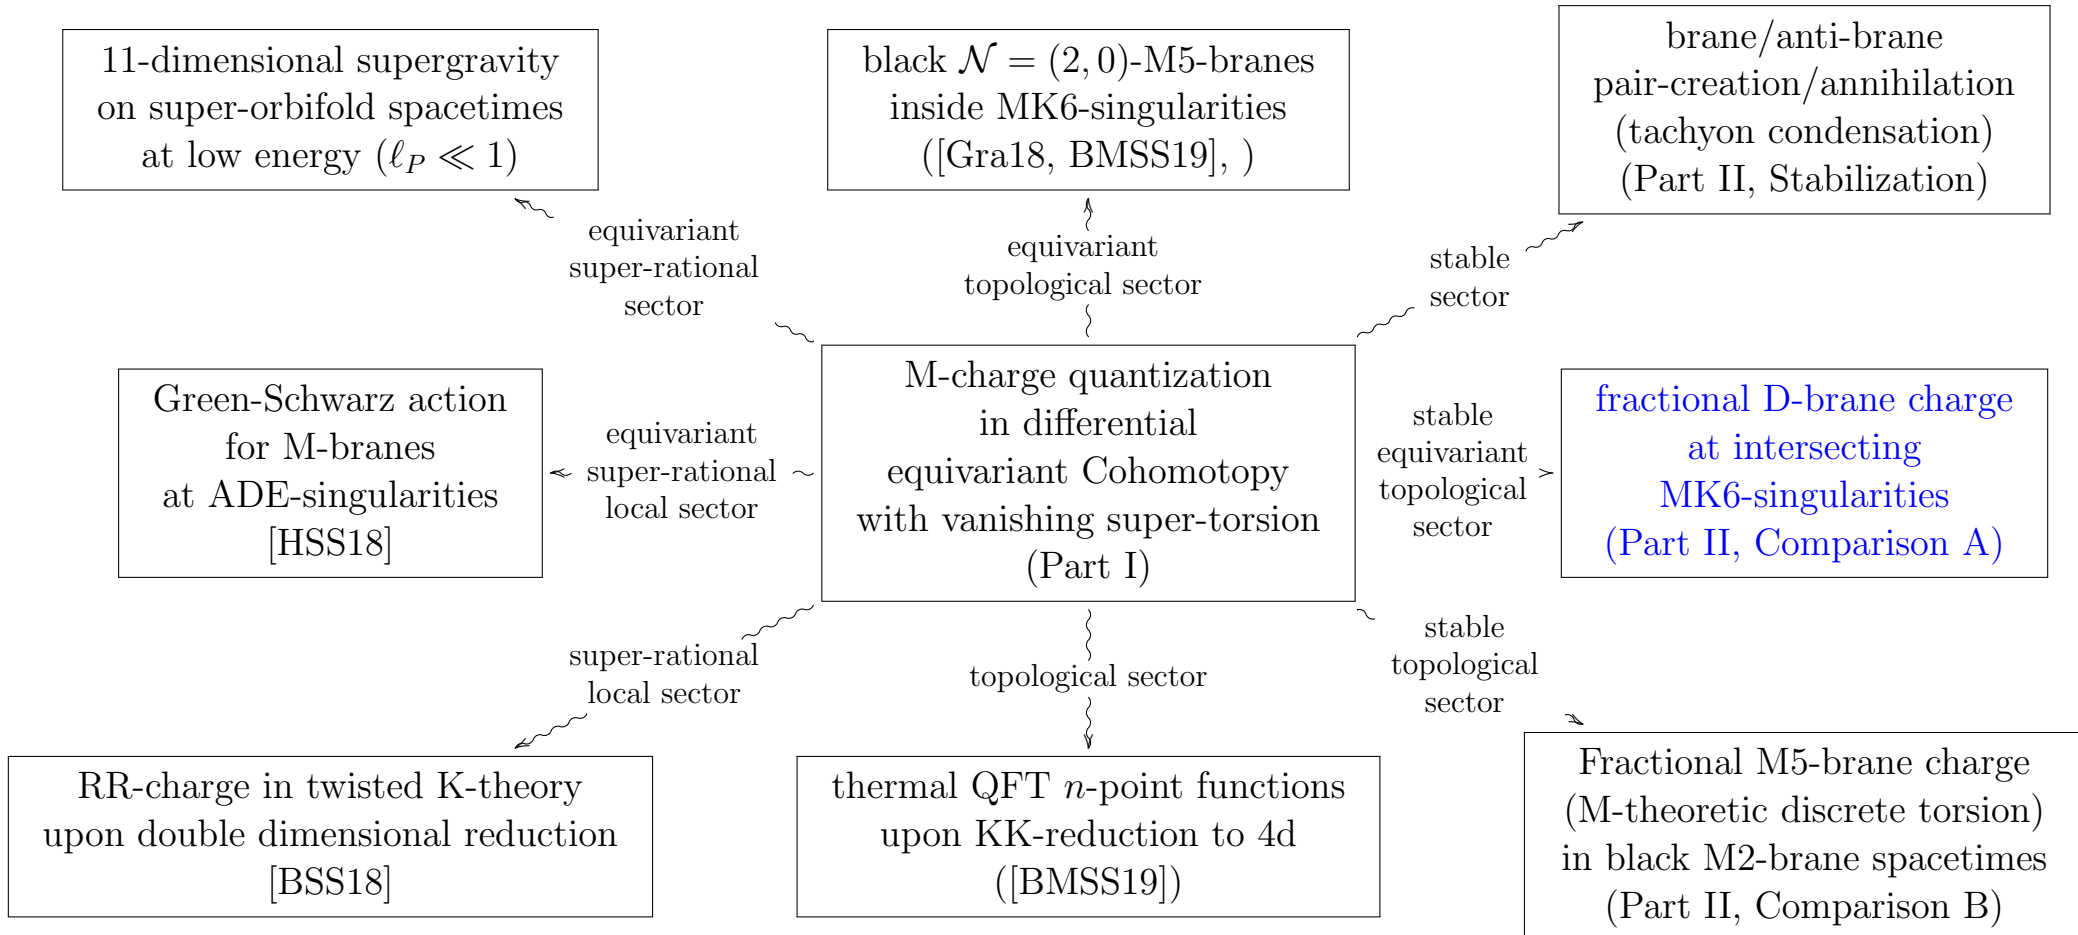 11-dimensional supergravity
on super-orbifold spacetimes
at low energy (ℓ_P ≪ 1)
black 𝒩 = (2, 0)-M5-branes
inside MK6-singularities
([Gra18, BMSS19], )
brane/anti-brane
pair-creation/annihilation
(tachyon condensation)
(Part II, Stabilization)
equivariant
super-rational
sector
equivariant
topological sector
stable
sector
Green-Schwarz action
for M-branes
at ADE-singularities
[HSS18]
equivariant
super-rational
local sector
M-charge quantization
in differential
equivariant Cohomotopy
with vanishing super-torsion
(Part I)
stable
equivariant
topological
sector
fractional D-brane charge
at intersecting
MK6-singularities
(Part II, Comparison A)
super-rational
local sector
topological sector
stable
topological
sector
RR-charge in twisted K-theory
upon double dimensional reduction
[BSS18]
thermal QFT n-point functions
upon KK-reduction to 4d
([BMSS19])
Fractional M5-brane charge
(M-theoretic discrete torsion)
in black M2-brane spacetimes
(Part II, Comparison B)